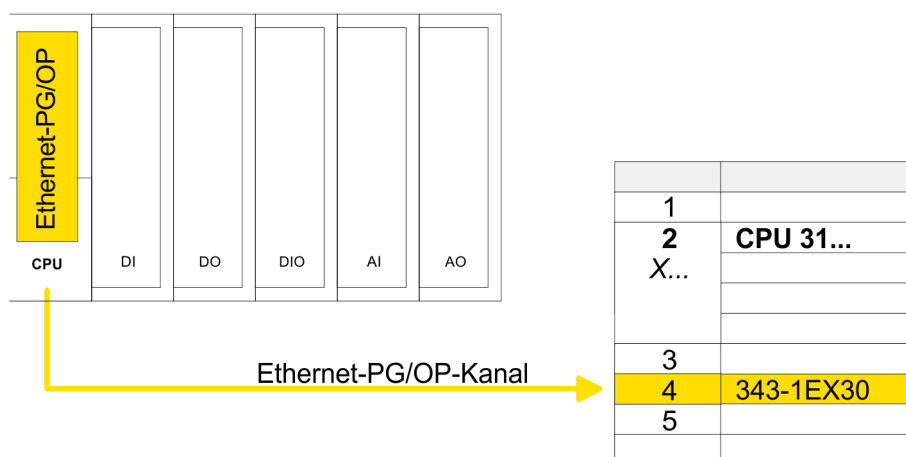 Ethernet-PG/OP
CPU
DI
DO
DIO
AI
AO
Ethernet-PG/OP-Kanal
1
2 CPU 31...
X...
3
4 343-1EX30
5